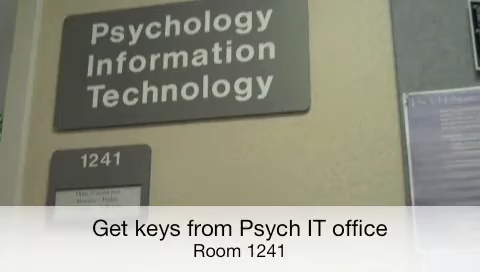 Psychology
Information
Technology
1241
Get keys from Psych IT office
Room 1241